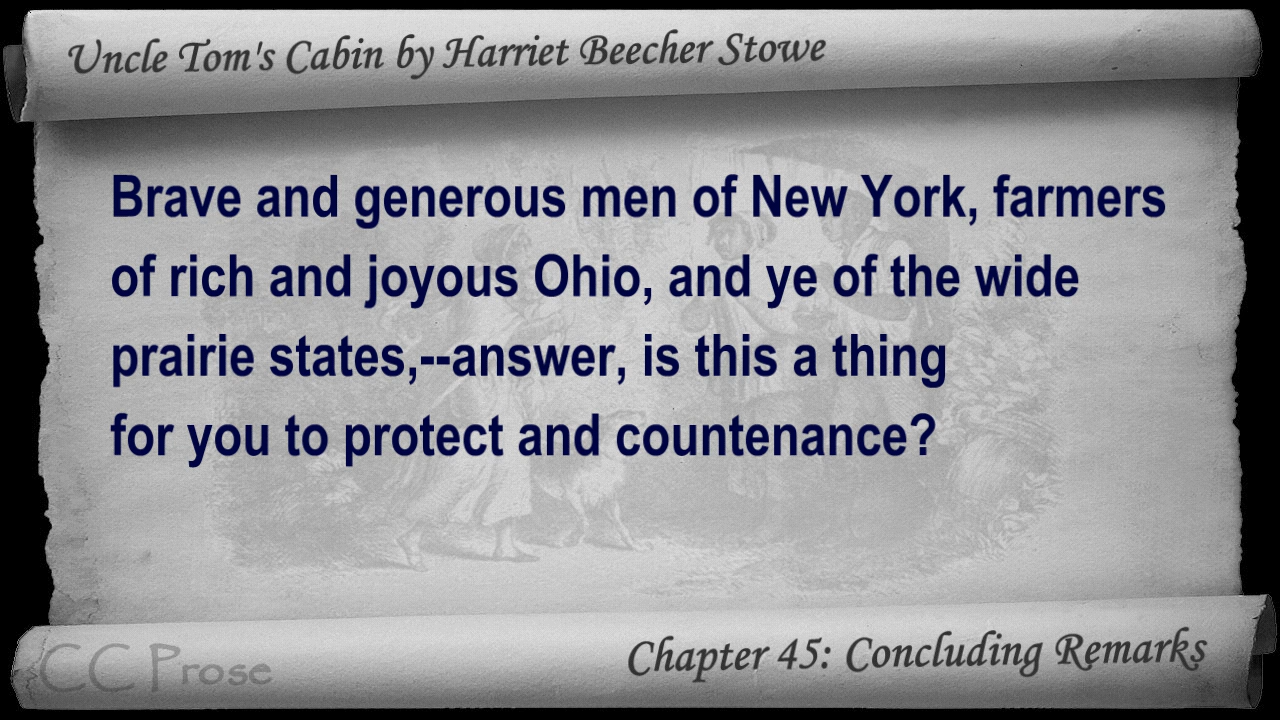 Uncle Tom's Cabin by Harriet Beecher Stowe
Brave and generous men of New York, farmers
of rich and joyous Ohio, and ye of the wide
prairie states,--answer, is this a thing
for you to protect and countenance?
CC Prose
Chapter 45: Concluding Remarks